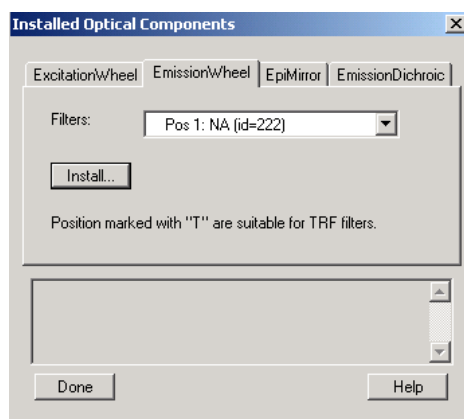 Installed Optical Components
ExcitationWheel EmissionWheel EpiMirror EmissionDichroic
Filters: Pos 1: NA (id=222)
Install...
Position marked with "T" are suitable for TRF filters.
Done Help